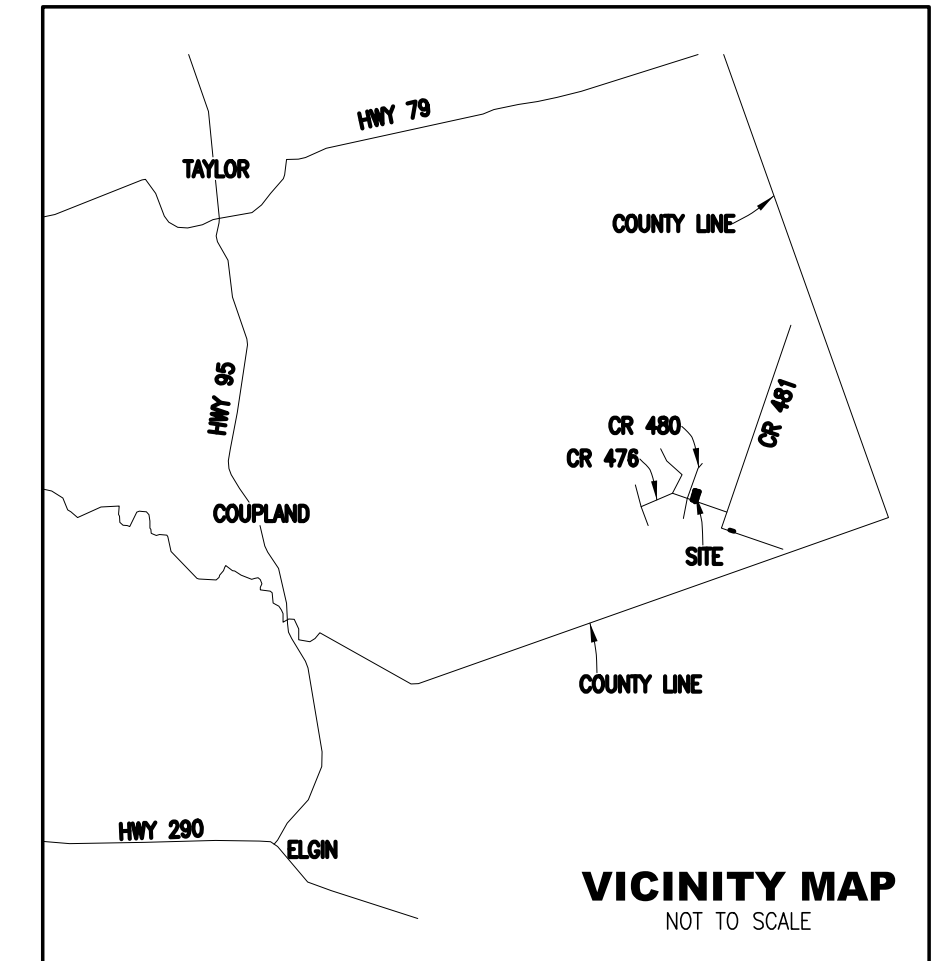 HWY 79
TAYLOR
COUNTY LINE
HWY 95
CR 481
CR 480
CR 476
COUPLAND
SITE
COUNTY LINE
HWY 290
ELGIN
VICINITY MAP
NOT TO SCALE